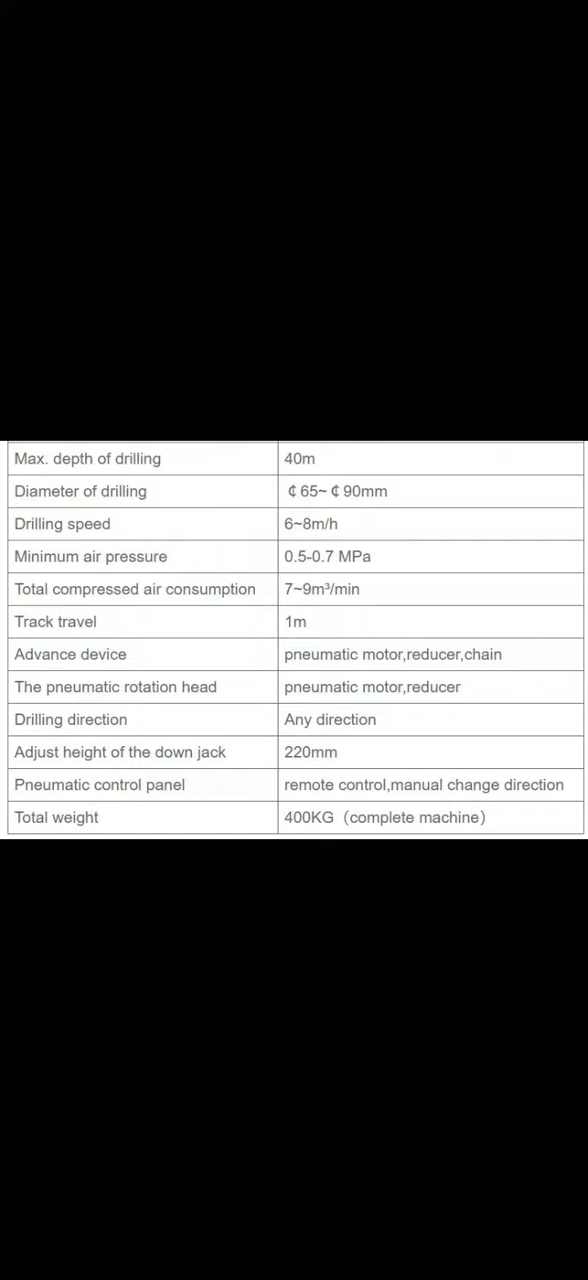 Max. depth of drilling 40m
Diameter of drilling ₵65~₵90mm
Drilling speed 6~8m/h
Minimum air pressure 0.5-0.7 MPa
Total compressed air consumption 7~9m³/min
Track travel 1m
Advance device pneumatic motor,reducer,chain
The pneumatic rotation head pneumatic motor,reducer
Drilling direction Any direction
Adjust height of the down jack 220mm
Pneumatic control panel remote control,manual change direction
Total weight 400KG（complete machine）